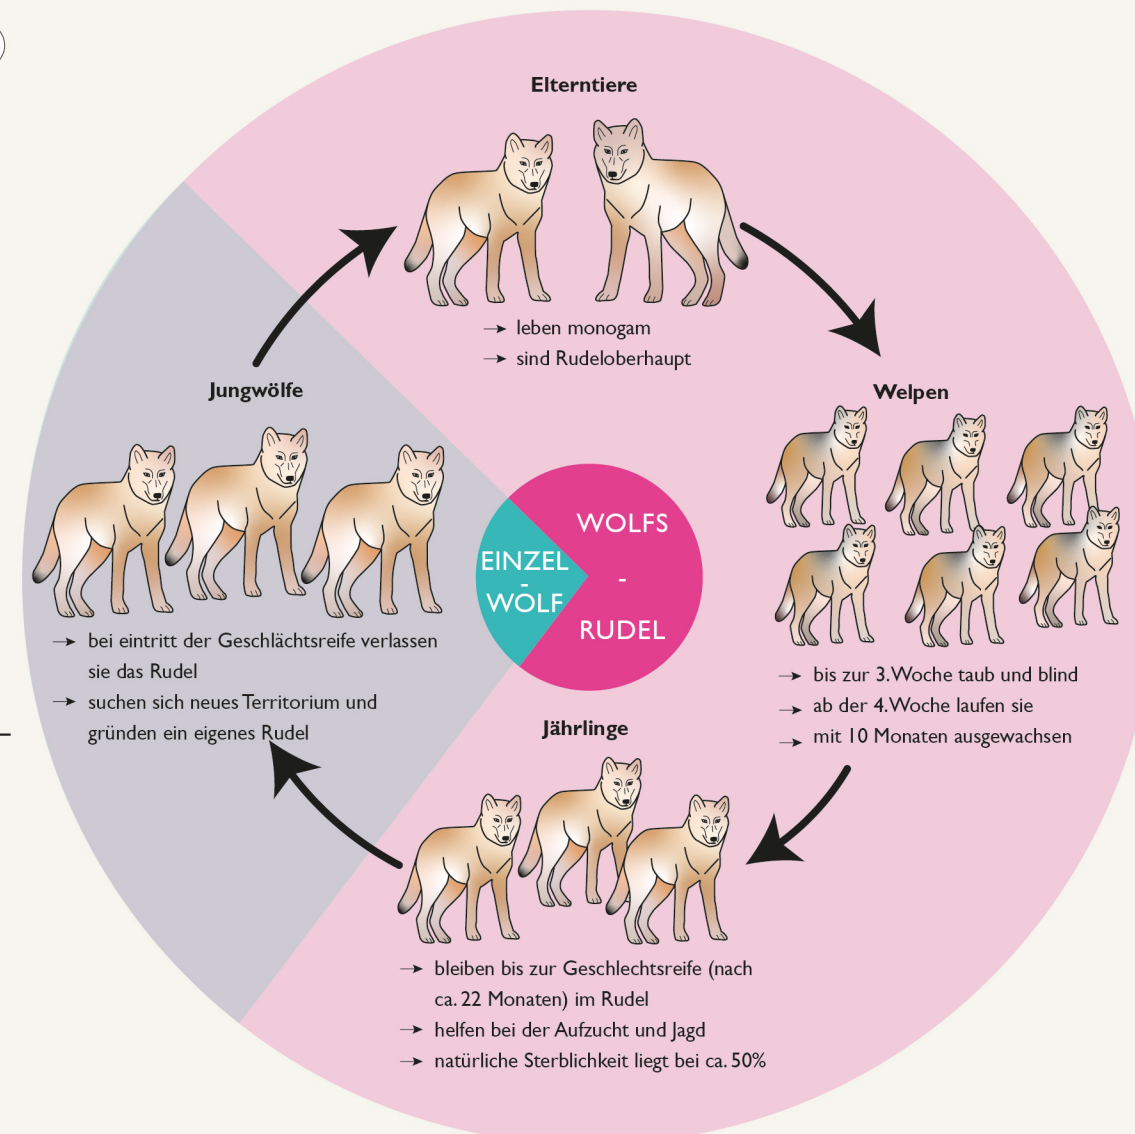 Elterntiere
→ leben monogam
→ sind Rudeloberhaupt
Welpen
→ bis zur 3.Woche taub und blind
→ ab der 4.Woche laufen sie
→ mit 10 Monaten ausgewachsen
Jährlinge
→ bleiben bis zur Geschlechtsreife (nach
ca. 22 Monaten) im Rudel
→ helfen bei der Aufzucht und Jagd
→ natürliche Sterblichkeit liegt bei ca. 50%
Jungwölfe
→ bei eintritt der Geschlächtsreife verlassen
sie das Rudel
→ suchen sich neues Territorium und
gründen ein eigenes Rudel
EINZEL
-
WOLF
WOLFS
-
RUDEL